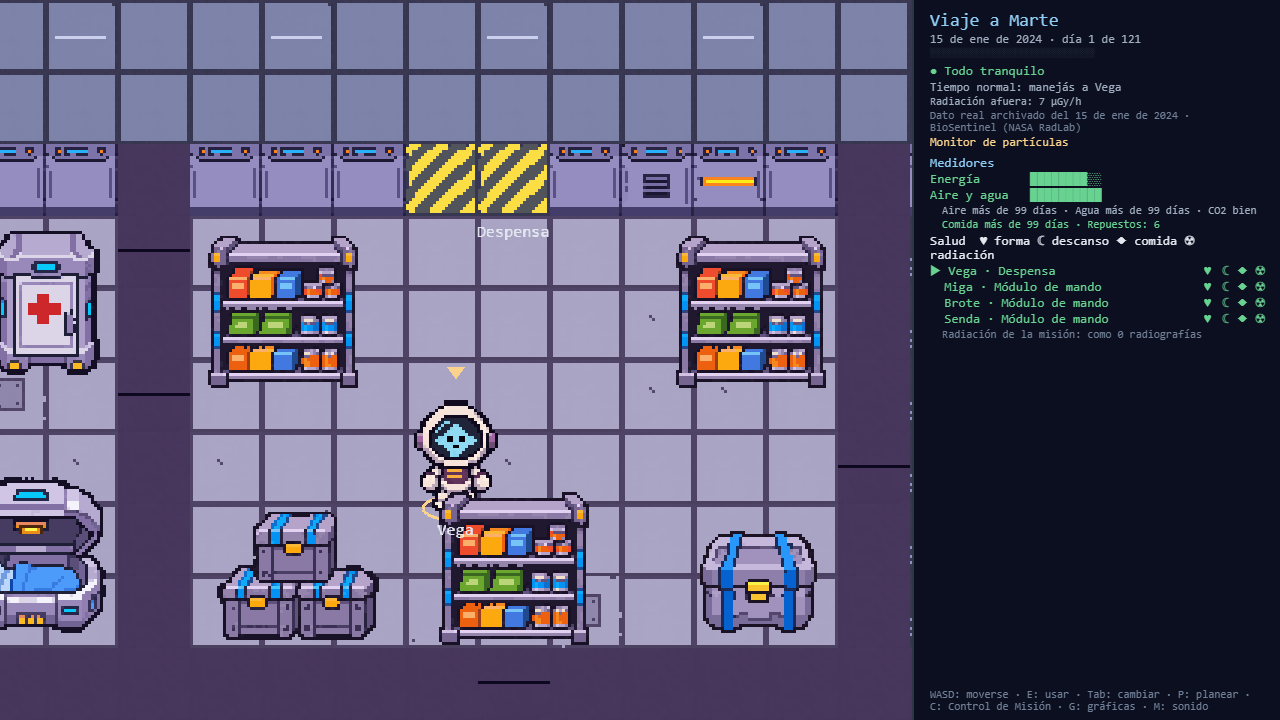 Viaje a Marte
15 de ene de 2024 · día 1 de 121
● Todo tranquilo
Tiempo normal: manejás a Vega
Radiación afuera: 7 µGy/h
Dato real archivado del 15 de ene de 2024 ·
BioSentinel (NASA RadLab)
Monitor de partículas
Medidores
Energía
Aire y agua
Aire más de 99 días · Agua más de 99 días · CO2 bien
Comida más de 99 días · Repuestos: 6
Salud ♥ forma ☾ descanso ◆ comida ☢
radiación
▶ Vega · Despensa ♥ ☾ ◆ ☢
Miga · Módulo de mando ♥ ☾ ◆ ☢
Brote · Módulo de mando ♥ ☾ ◆ ☢
Senda · Módulo de mando ♥ ☾ ◆ ☢
Radiación de la misión: como 0 radiografías
Despensa
Vega
WASD: moverse · E: usar · Tab: cambiar · P: planear ·
C: Control de Misión · G: gráficas · M: sonido